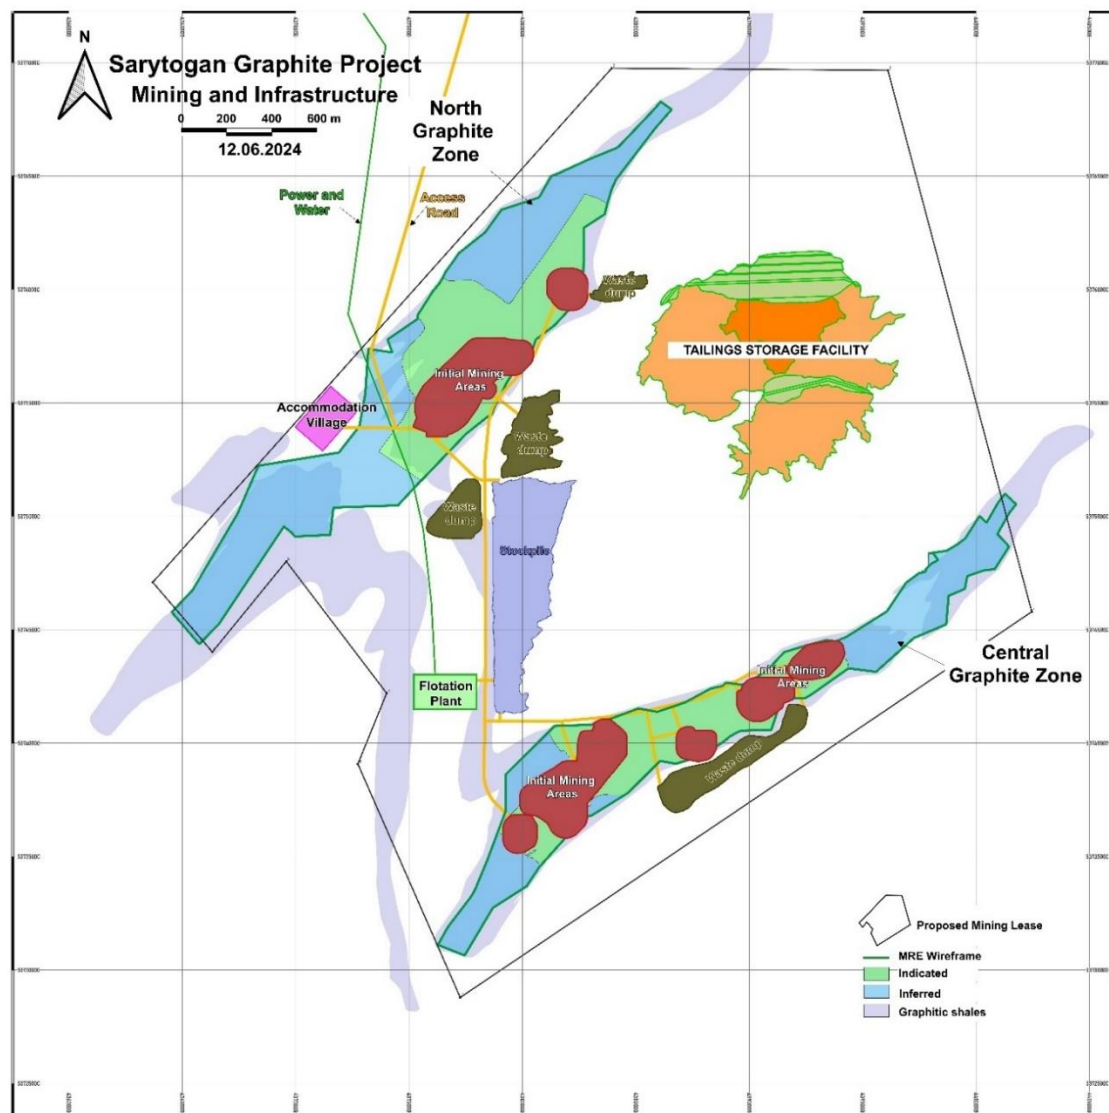 N
Sarytogan Graphite Project
Mining and Infrastructure
0 200 400 600 m
12.06.2024
North
Graphite
Zone
Power and
Water
Access
Road
Waste
dump
TAILINGS STORAGE FACILITY
Initial Mining
Areas
Accommodation
Village
Waste
dump
Waste
dump
Stockpile
Flotation
Plant
Initial Mining
Areas
Central
Graphite Zone
Waste dump
Initial Mining
Areas
Proposed Mining Lease
MRE Wireframe
Indicated
Inferred
Graphitic shales